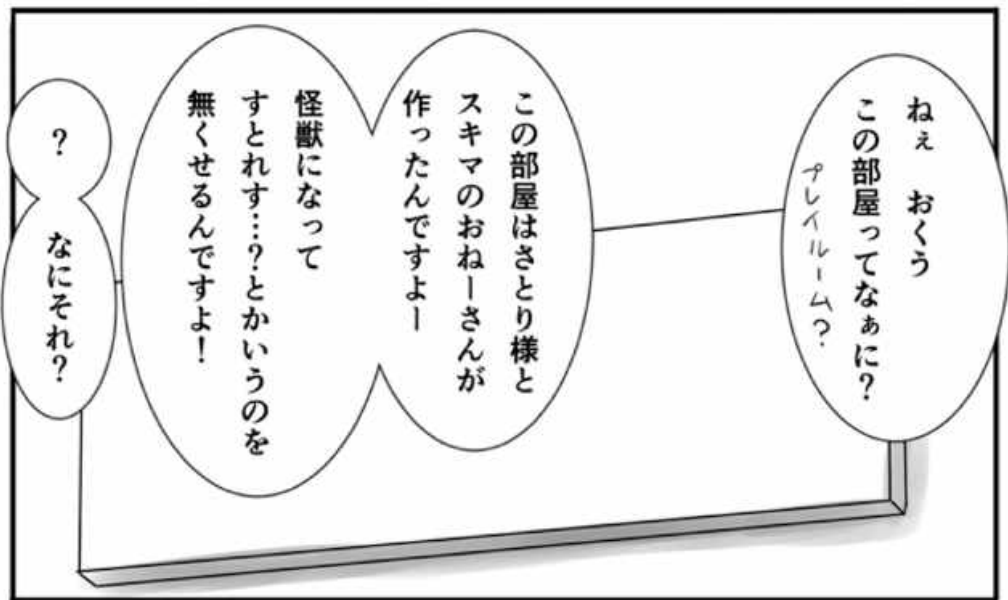 ねぇ おくう
この部屋ってなぁに?
プレイルーム?
この部屋はさとり様と
スキマのおねーさんが
作ったんですよー
怪獣になって
すとれす…?とかいうのを
無くせるんですよ!
?
なにそれ?